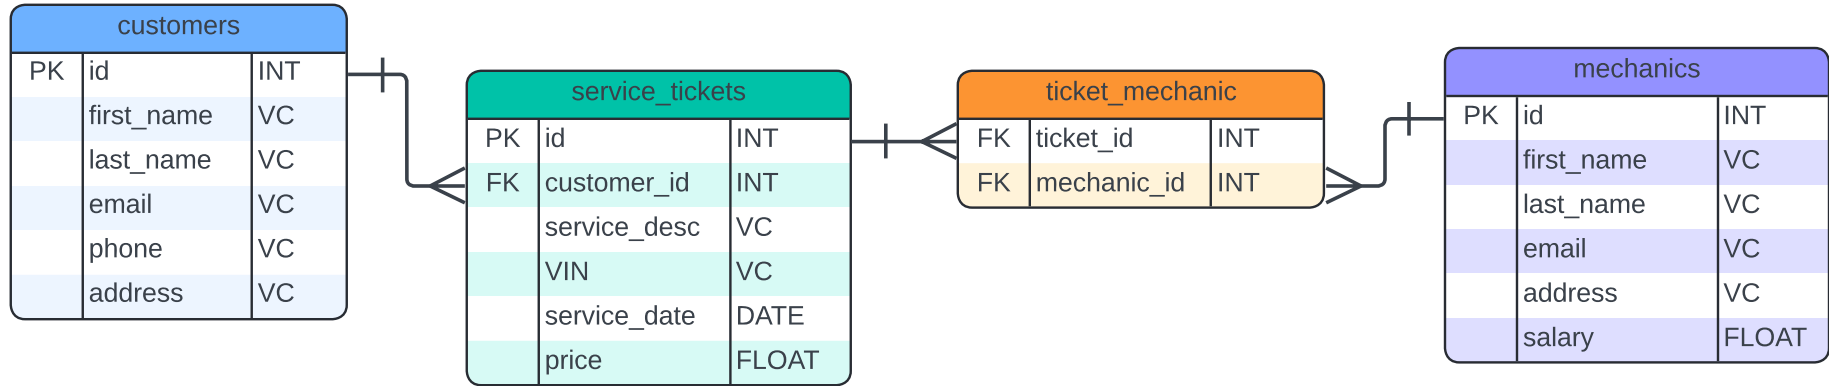 customers
PK id INT
first_name VC
last_name VC
email VC
phone VC
address VC
service_tickets
PK id INT
FK customer_id INT
service_desc VC
VIN VC
service_date DATE
price FLOAT
ticket_mechanic
FK ticket_id INT
FK mechanic_id INT
mechanics
PK id INT
first_name VC
last_name VC
email VC
address VC
salary FLOAT